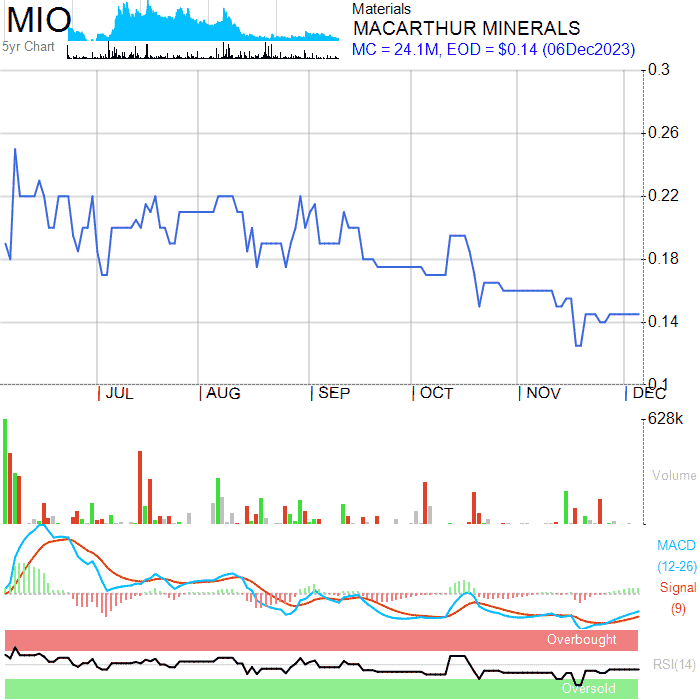 MIO
5yr Chart
Materials
MACARTHUR MINERALS
MC = 24.1M, EOD = $0.14 (06Dec2023)
0.3
0.26
0.22
0.18
0.14
0.1
JUL AUG SEP OCT NOV DEC
628k
Volume
MACD
(12-26)
Signal
(9)
Overbought
RSI(14)
Oversold